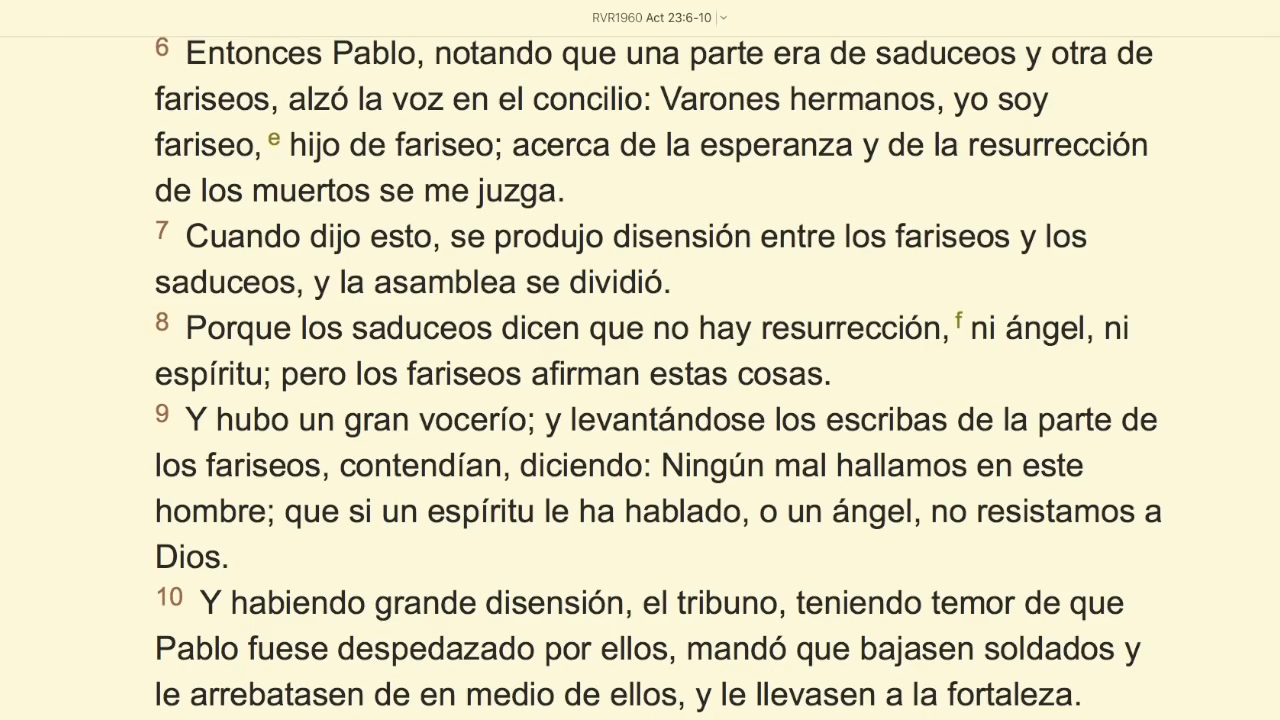 RVR1960 Act 23:6-10
6 Entonces Pablo, notando que una parte era de saduceos y otra de
fariseos, alzó la voz en el concilio: Varones hermanos, yo soy
fariseo, e hijo de fariseo; acerca de la esperanza y de la resurrección
de los muertos se me juzga.
7 Cuando dijo esto, se produjo disensión entre los fariseos y los
saduceos, y la asamblea se dividió.
8 Porque los saduceos dicen que no hay resurrección, f ni ángel, ni
espíritu; pero los fariseos afirman estas cosas.
9 Y hubo un gran vocerío; y levantándose los escribas de la parte de
los fariseos, contendían, diciendo: Ningún mal hallamos en este
hombre; que si un espíritu le ha hablado, o un ángel, no resistamos a
Dios.
10 Y habiendo grande disensión, el tribuno, teniendo temor de que
Pablo fuese despedazado por ellos, mandó que bajasen soldados y
le arrebatasen de en medio de ellos, y le llevasen a la fortaleza.